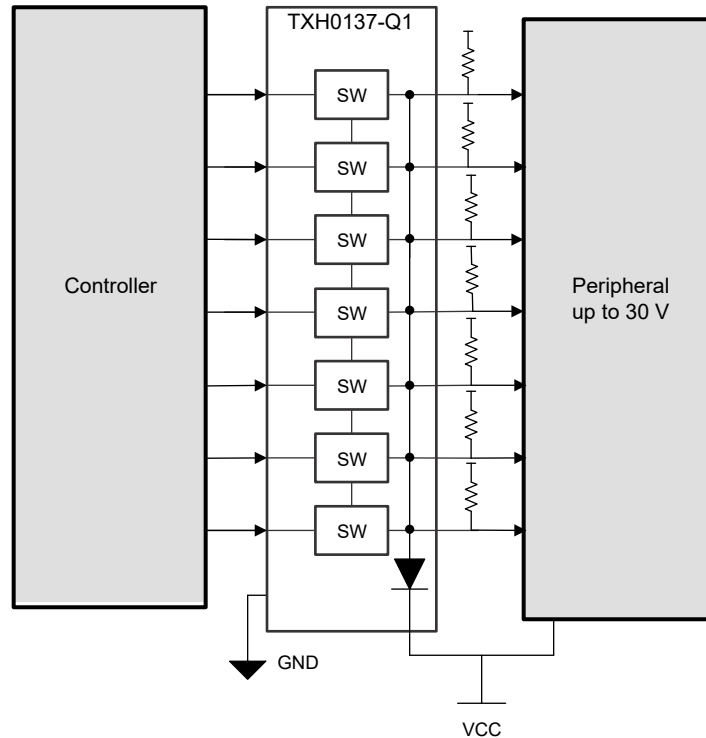 TXH0137-Q1
SW
SW
SW
Controller
SW
Peripheral
up to 30 V
SW
SW
SW
GND
VCC